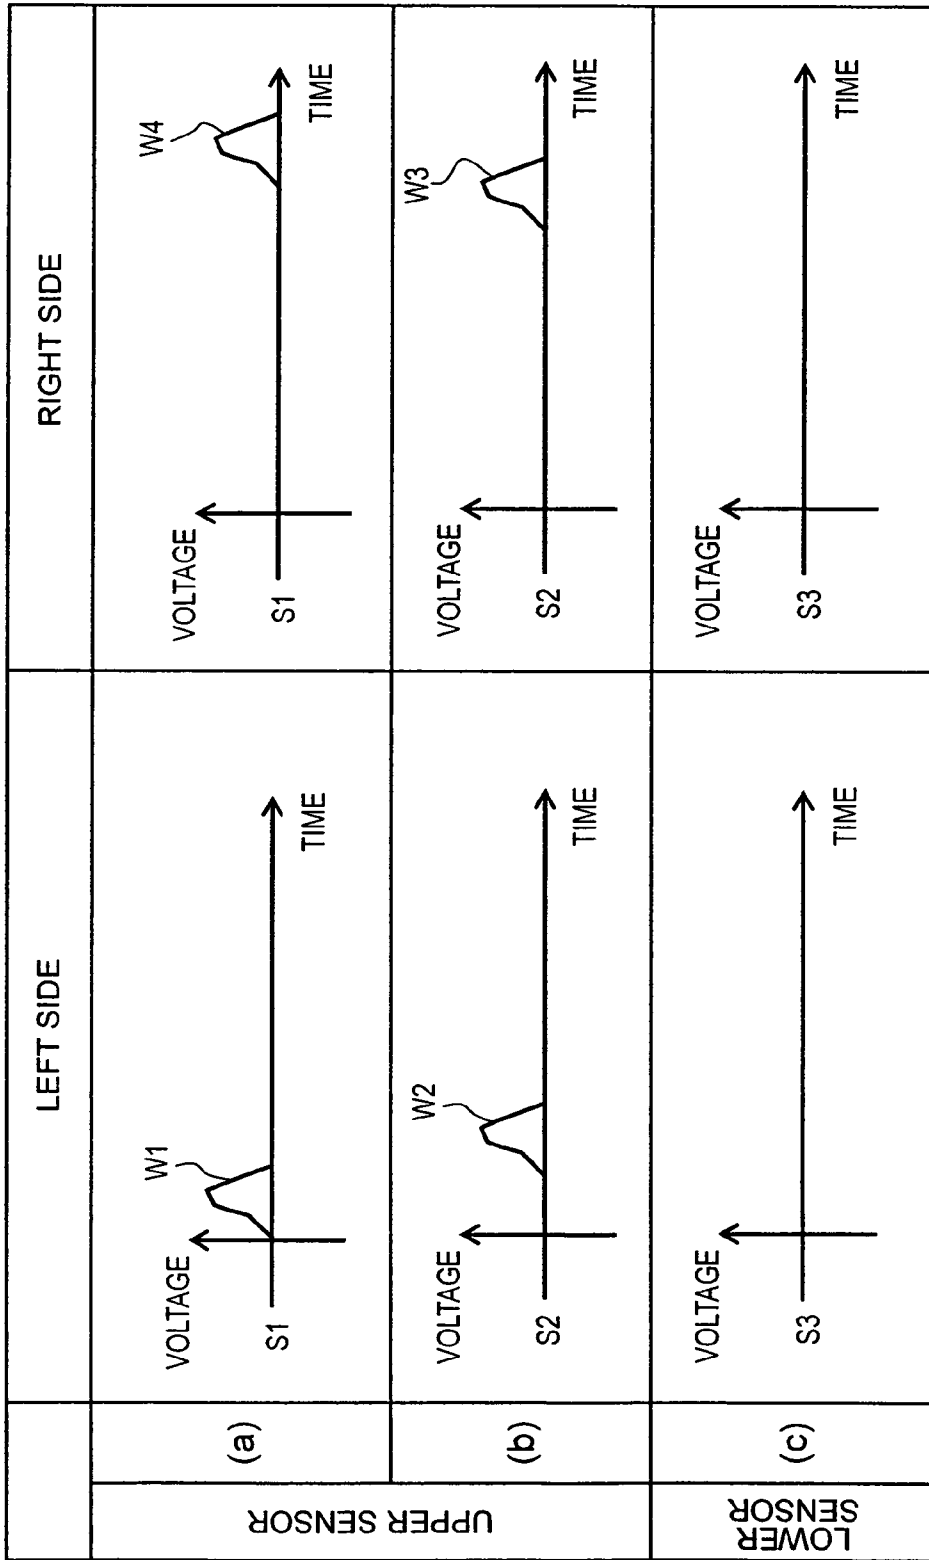 LEFT SIDE
RIGHT SIDE
UPPER SENSOR
(a)
VOLTAGE
S1
W1
TIME
VOLTAGE
S1
W4
TIME
(b)
VOLTAGE
S2
W2
TIME
VOLTAGE
S2
W3
TIME
LOWER
SENSOR
(c)
VOLTAGE
S3
TIME
VOLTAGE
S3
TIME